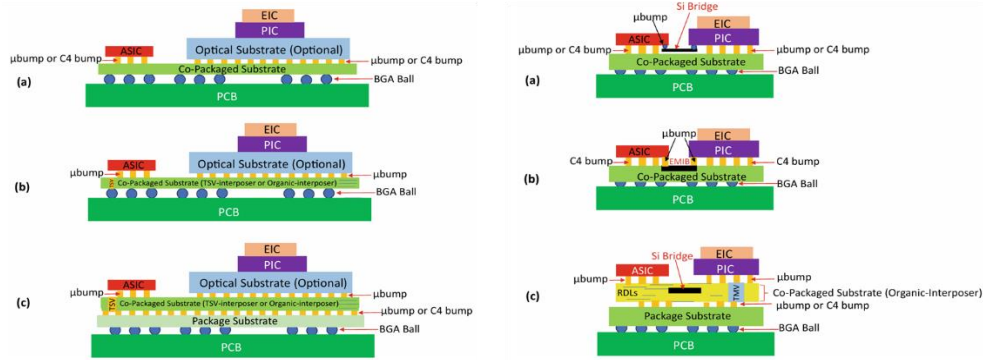 EIC
PIC
ASIC
Optical Substrate (Optional)
μbump or C4 bump
μbump or C4 bump
Co-Packaged Substrate
(a)
BGA Ball
PCB
EIC
PIC
ASIC
Optical Substrate (Optional)
μbump
μbump
TSV
Co-Packaged Substrate (TSV-interposer or Organic-interposer)
(b)
BGA Ball
PCB
EIC
PIC
ASIC
Optical Substrate (Optional)
μbump
μbump
TSV
Co-Packaged Substrate (TSV-interposer or Organic-interposer)
(c)
μbump or C4 bump
Package Substrate
BGA Ball
PCB
μbump
Si Bridge
EIC
ASIC
PIC
μbump or C4 bump
μbump or C4 bump
Co-Packaged Substrate
(a)
BGA Ball
PCB
μbump
EIC
ASIC
PIC
C4 bump
EMIB
C4 bump
Co-Packaged Substrate
(b)
BGA Ball
PCB
Si Bridge
EIC
ASIC
PIC
μbump
μbump
RDLs
TMV
(c)
Co-Packaged Substrate (Organic-Interposer)
μbump or C4 bump
Package Substrate
BGA Ball
PCB